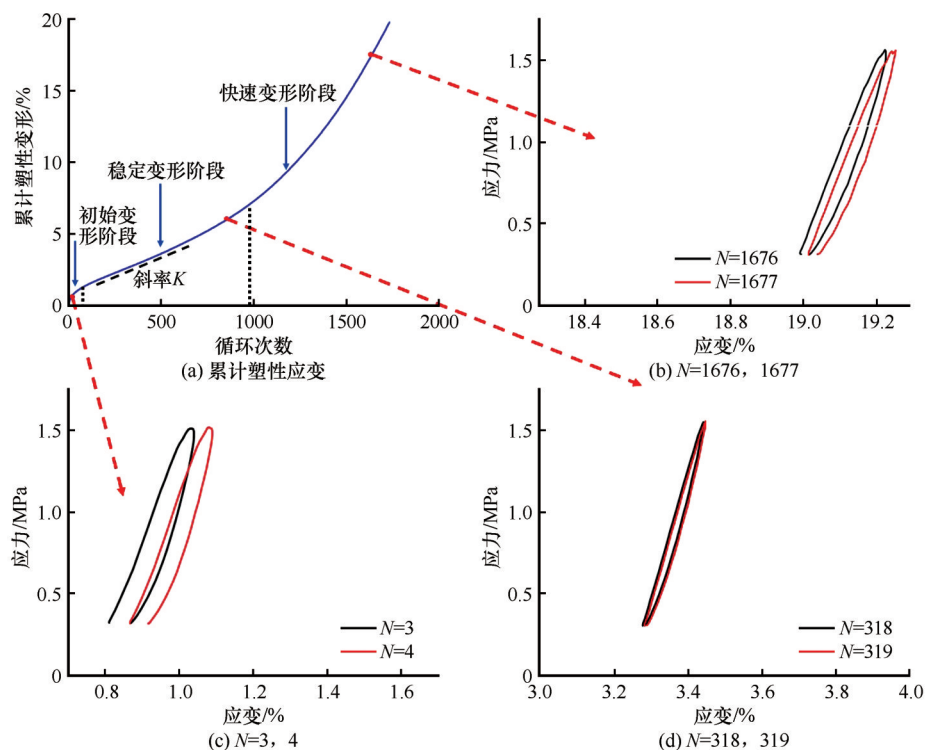 累计塑性变形/%
20
15
10
5
0
快速变形阶段
稳定变形阶段
初始变
形阶段
斜率K
0
500
1000
1500
2000
循环次数
(a) 累计塑性应变
应力/MPa
1.5
1.0
0.5
0
N=1676
N=1677
18.4
18.6
18.8
19.0
19.2
应变/%
(b) N=1676，1677
应力/MPa
1.5
1.0
0.5
0
N=3
N=4
0.8
1.0
1.2
1.4
1.6
应变/%
(c) N=3，4
应力/MPa
1.5
1.0
0.5
0
N=318
N=319
3.0
3.2
3.4
3.6
3.8
4.0
应变/%
(d) N=318，319